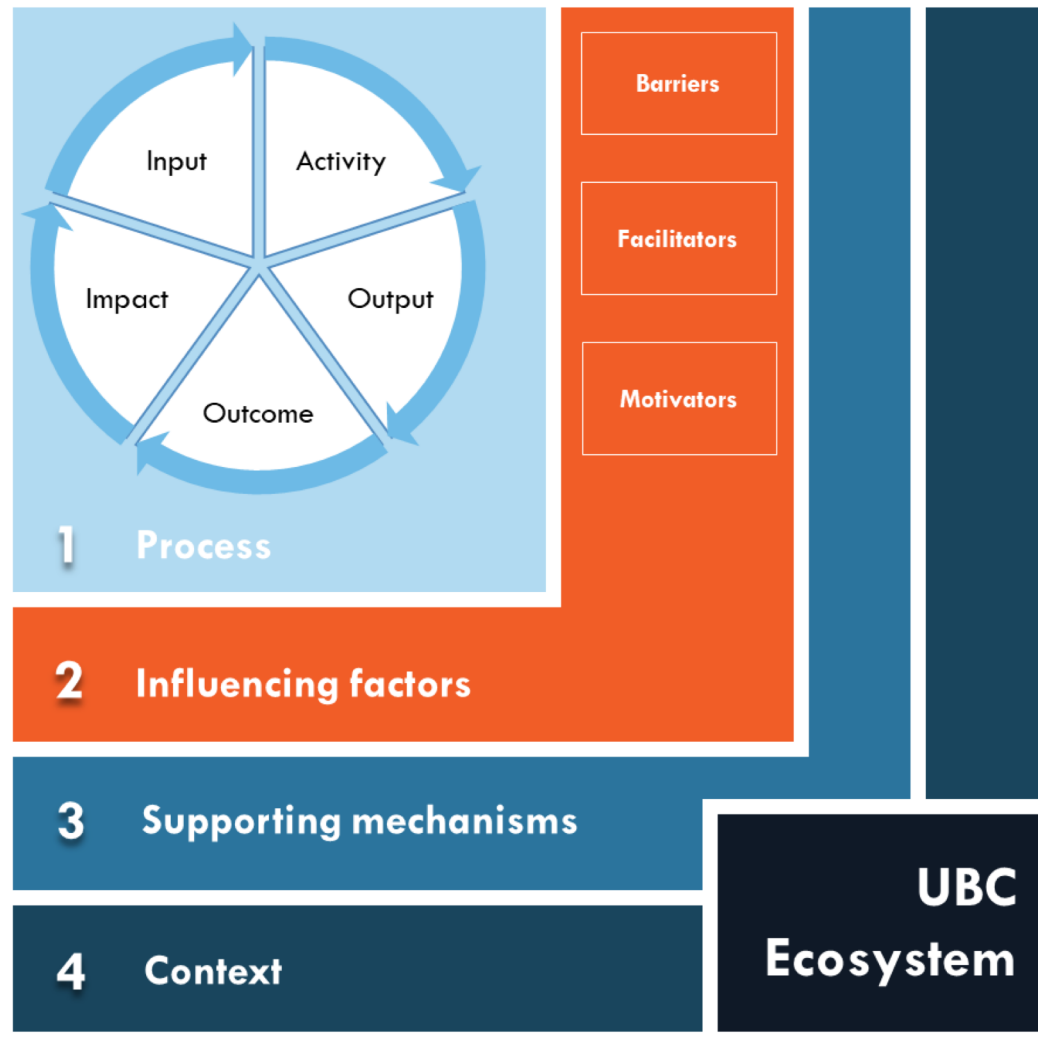 Input
Activity
Impact
Output
Outcome
1 Process
Barriers
Facilitators
Motivators
2 Influencing factors
3 Supporting mechanisms
4 Context
UBC
Ecosystem